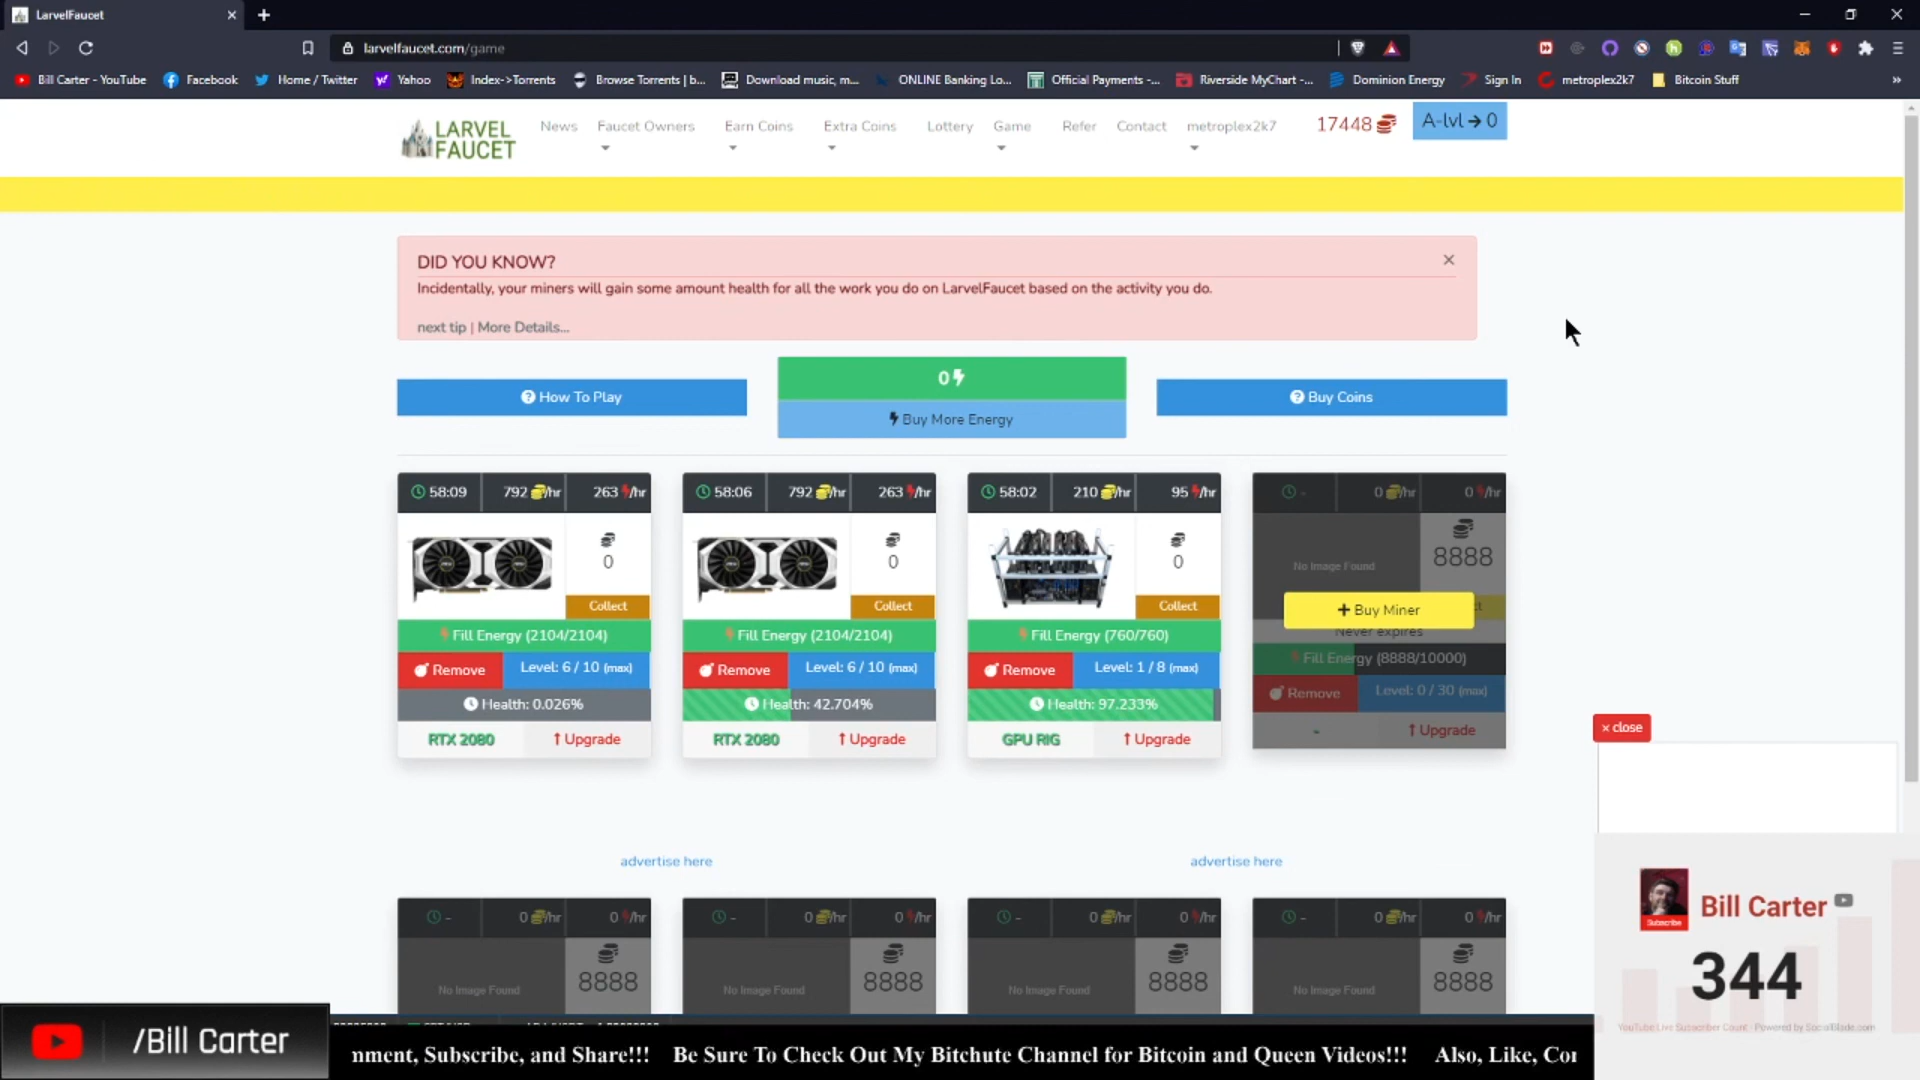 LarvelFaucet
larvelfaucet.com/game
Bill Carter - YouTube Facebook Home / Twitter Yahoo Index->Torrents Browse Torrents | b... Download music, m... ONLINE Banking Lo... Official Payments -... Riverside MyChart -... Dominion Energy Sign In metroplex2k7 Bitcoin Stuff »
LARVEL
FAUCET
News Faucet Owners Earn Coins Extra Coins Lottery Game Refer Contact metroplex2k7 17448 A-lvl → 0
DID YOU KNOW? ×
Incidentally, your miners will gain some amount health for all the work you do on LarvelFaucet based on the activity you do.
next tip | More Details...
How To Play
0
Buy More Energy
Buy Coins
58:09 792 /hr 263 /hr
0
Collect
Fill Energy (2104/2104)
Remove Level: 6 / 10 (max)
Health: 0.026%
RTX 2080 Upgrade
58:06 792 /hr 263 /hr
0
Collect
Fill Energy (2104/2104)
Remove Level: 6 / 10 (max)
Health: 42.704%
RTX 2080 Upgrade
58:02 210 /hr 95 /hr
0
Collect
Fill Energy (760/760)
Remove Level: 1 / 8 (max)
Health: 97.233%
GPU RIG Upgrade
- 0 /hr 0 /hr
No Image Found 8888
+ Buy Miner
Never expires
Fill Energy (8888/10000)
Remove Level: 0 / 30 (max)
- Upgrade
× close
advertise here advertise here
- 0 /hr 0 /hr
No Image Found 8888
- 0 /hr 0 /hr
No Image Found 8888
- 0 /hr 0 /hr
No Image Found 8888
- 0 /hr 0 /hr
No Image Found 8888
Subscribe
Bill Carter
344
YouTube Live Subscriber Count | Powered by SocialBlade.com
/Bill Carter
nment, Subscribe, and Share!!! Be Sure To Check Out My Bitchute Channel for Bitcoin and Queen Videos!!! Also, Like, Con